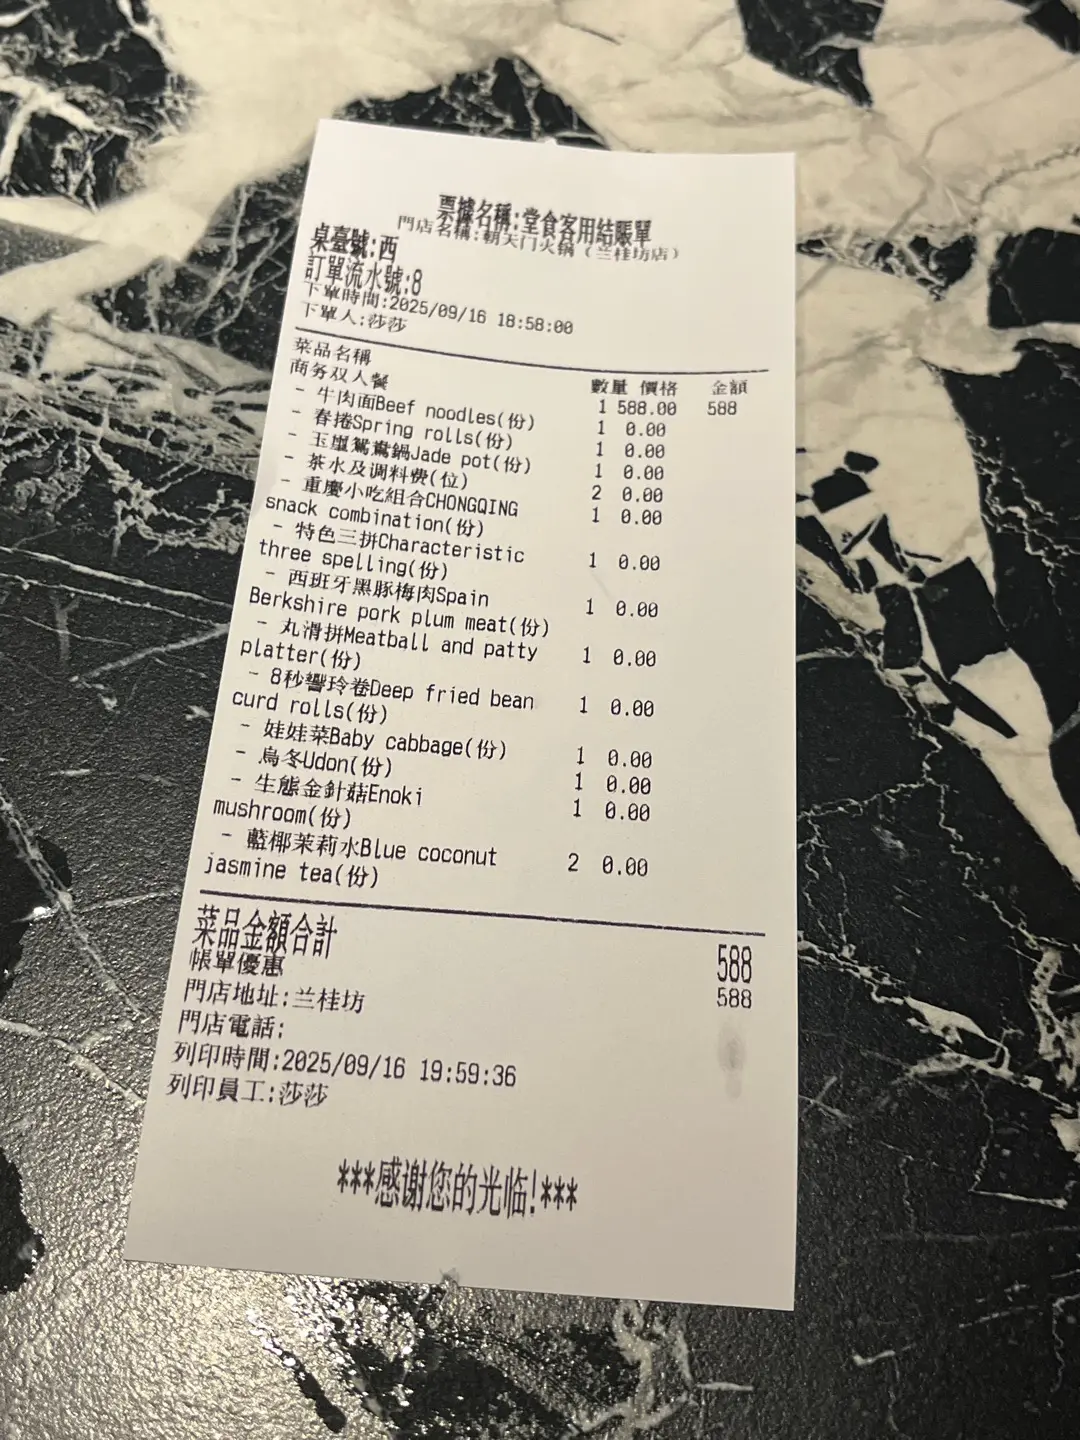 票據名稱:堂食客用結賬單
門店名稱:朝天门火锅(兰桂坊店)
桌臺號:西
訂單流水號:8
下單時間:2025/09/16 18:58:00
下單人:莎莎
菜品名稱 數量 價格 金額
商务双人餐 1 588.00 588
- 牛肉面Beef noodles(份) 1 0.00
- 春捲Spring rolls(份) 1 0.00
- 玉璽鴛鴦鍋Jade pot(份) 1 0.00
- 茶水及调料费(位) 2 0.00
- 重慶小吃組合CHONGQING 1 0.00
snack combination(份)
- 特色三拼Characteristic 1 0.00
three spelling(份)
- 西班牙黑豚梅肉Spain 1 0.00
Berkshire pork plum meat(份)
- 丸滑拼Meatball and patty 1 0.00
platter(份)
- 8秒響玲卷Deep fried bean 1 0.00
curd rolls(份)
- 娃娃菜Baby cabbage(份) 1 0.00
- 烏冬Udon(份) 1 0.00
- 生態金針菇Enoki 1 0.00
mushroom(份)
- 藍椰茉莉水Blue coconut 2 0.00
jasmine tea(份)
菜品金額合計 588
帳單優惠 588
門店地址:兰桂坊
門店電話:
列印時間:2025/09/16 19:59:36
列印員工:莎莎
***感谢您的光临!***